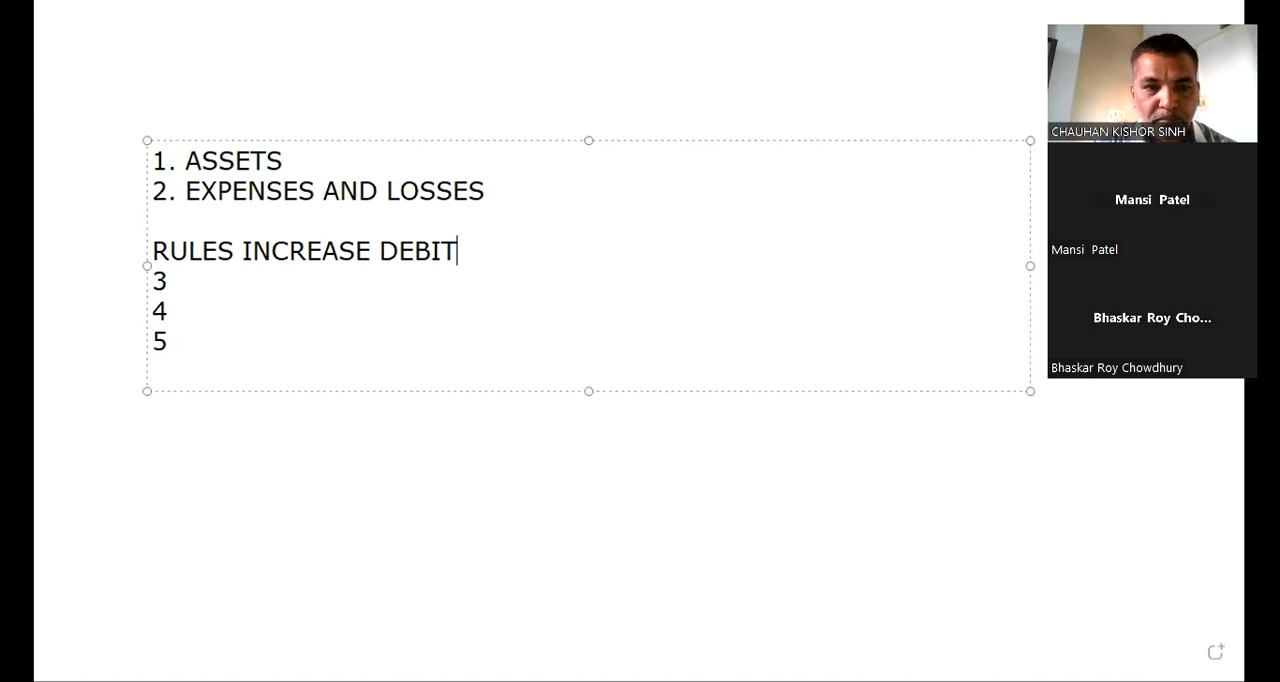 1. ASSETS
2. EXPENSES AND LOSSES
RULES INCREASE DEBIT
3
4
5
CHAUHAN KISHOR SINH
Mansi Patel
Mansi Patel
Bhaskar Roy Cho...
Bhaskar Roy Chowdhury